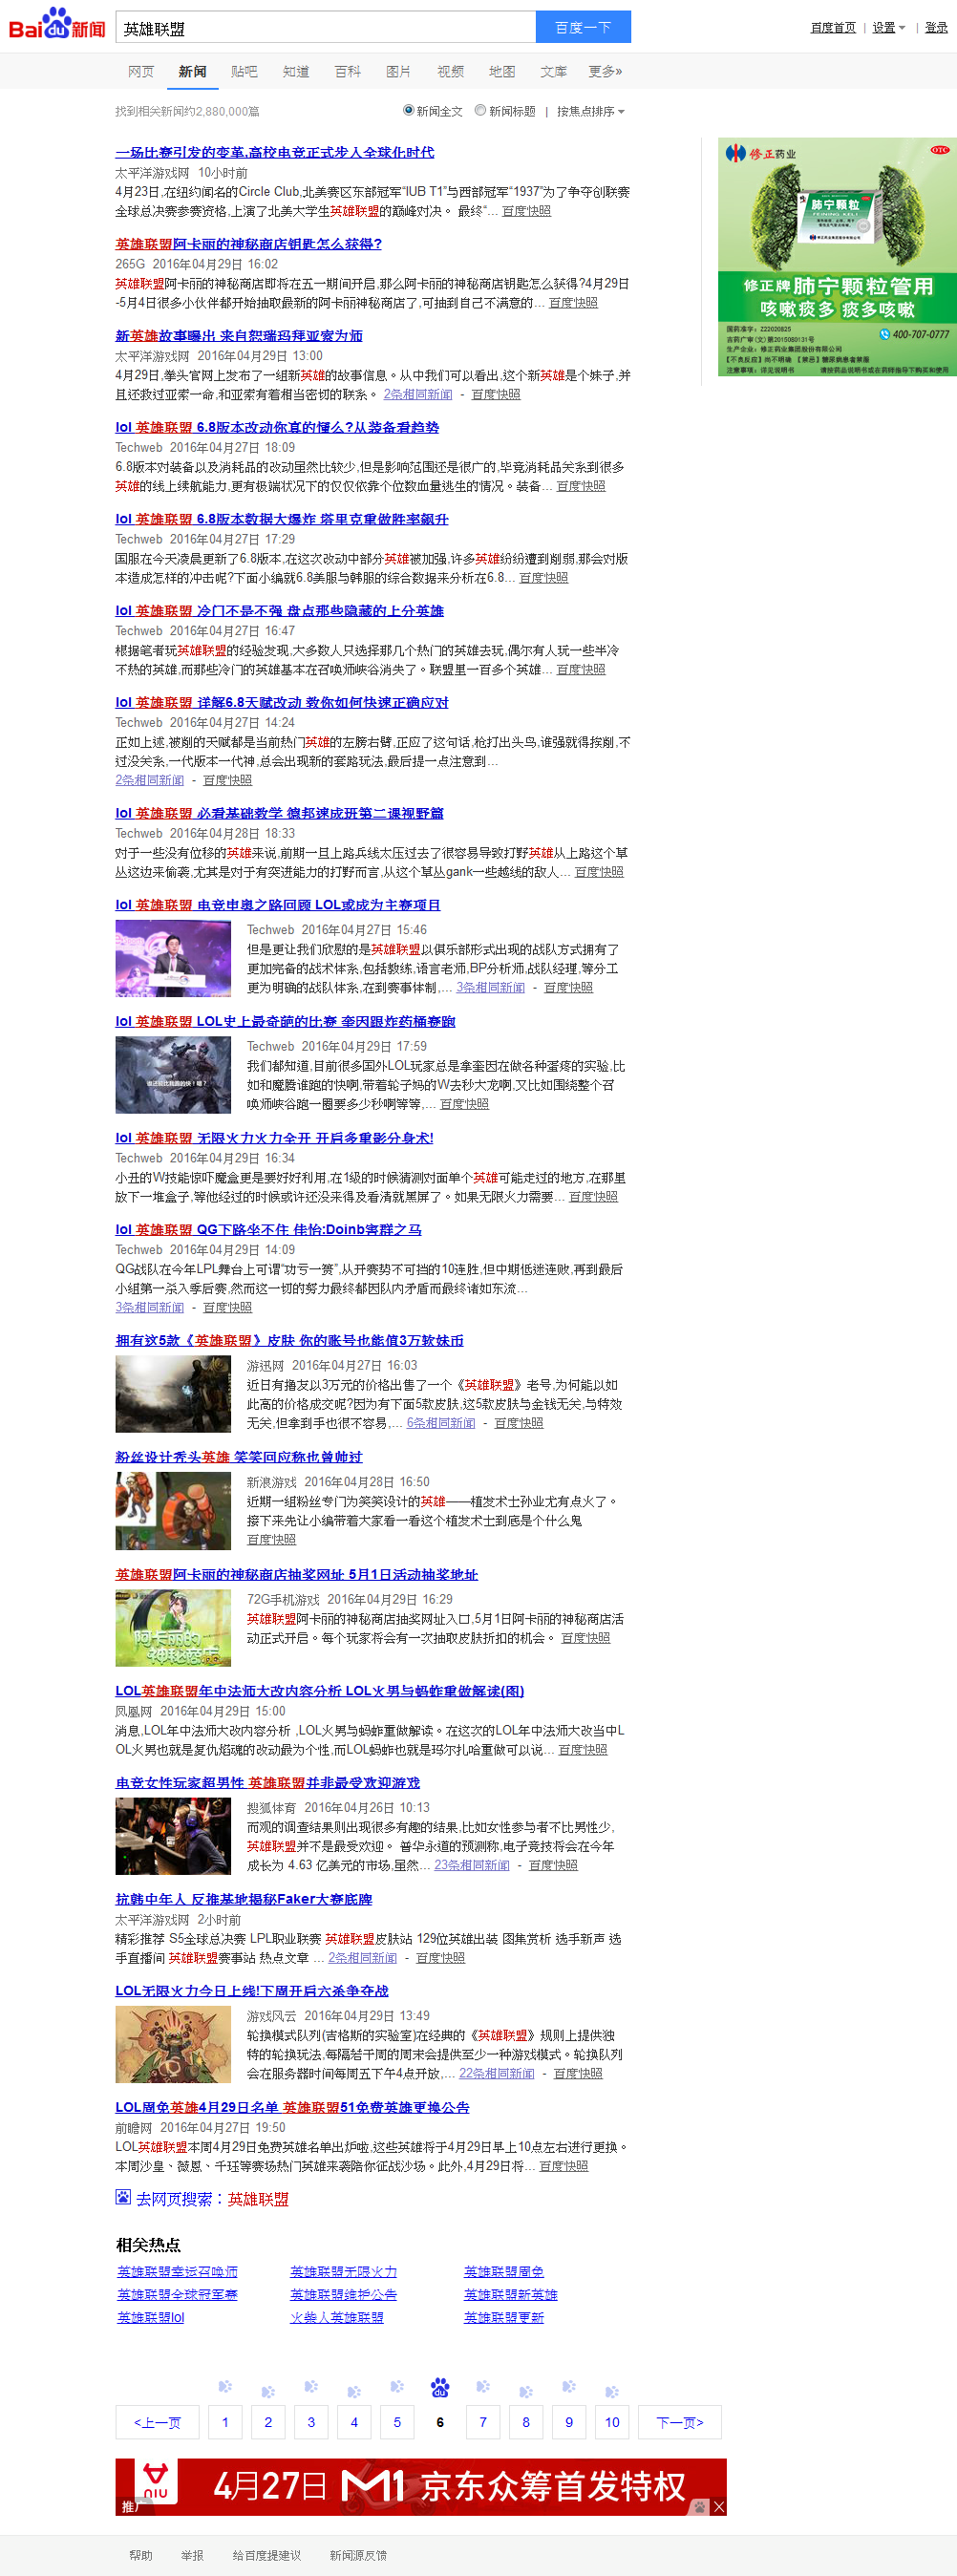 Bai du 新闻
英雄联盟
百度一下
百度首页 | 设置 | 登录
网页 新闻 贴吧 知道 百科 图片 视频 地图 文库 更多»
找到相关新闻约2,880,000篇
新闻全文 新闻标题 | 按焦点排序
一场比赛引发的变革,高校电竞正式步入全球化时代
太平洋游戏网 10小时前
4月23日,在纽约闻名的Circle Club,北美赛区东部冠军“IUB T1”与西部冠军“1937”为了争夺创联赛
全球总决赛参赛资格,上演了北美大学生英雄联盟的巅峰对决。 最终“... 百度快照
英雄联盟阿卡丽的神秘商店钥匙怎么获得?
265G 2016年04月29日 16:02
英雄联盟阿卡丽的神秘商店即将在五一期间开启,那么阿卡丽的神秘商店钥匙怎么获得?4月29日
-5月4日很多小伙伴都开始抽取最新的阿卡丽神秘商店了,可抽到自己不满意的... 百度快照
新英雄故事曝出 来自恕瑞玛拜亚索为师
太平洋游戏网 2016年04月29日 13:00
4月29日,拳头官网上发布了一组新英雄的故事信息。从中我们可以看出,这个新英雄是个妹子,并
且还救过亚索一命,和亚索有着相当密切的联系。 2条相同新闻 - 百度快照
lol 英雄联盟 6.8版本改动你真的懂么?从装备看趋势
Techweb 2016年04月27日 18:09
6.8版本对装备以及消耗品的改动虽然比较少,但是影响范围还是很广的,毕竟消耗品关系到很多
英雄的线上续航能力,更有极端状况下的仅仅依靠个位数血量逃生的情况。装备... 百度快照
lol 英雄联盟 6.8版本数据大爆炸 塔里克重做胜率飙升
Techweb 2016年04月27日 17:29
国服在今天凌晨更新了6.8版本,在这次改动中部分英雄被加强,许多英雄纷纷遭到削弱,那会对版
本造成怎样的冲击呢?下面小编就6.8美服与韩服的综合数据来分析在6.8... 百度快照
lol 英雄联盟 冷门不是不强 盘点那些隐藏的上分英雄
Techweb 2016年04月27日 16:47
根据笔者玩英雄联盟的经验发现,大多数人只选择那几个热门的英雄去玩,偶尔有人玩一些半冷
不热的英雄,而那些冷门的英雄基本在召唤师峡谷消失了。联盟里一百多个英雄... 百度快照
lol 英雄联盟 详解6.8天赋改动 教你如何快速正确应对
Techweb 2016年04月27日 14:24
正如上述,被削的天赋都是当前热门英雄的左膀右臂,正应了这句话,枪打出头鸟,谁强就得挨削,不
过没关系,一代版本一代神,总会出现新的套路玩法,最后提一点注意到...
2条相同新闻 - 百度快照
lol 英雄联盟 必看基础教学 德邦速成班第二课视野篇
Techweb 2016年04月28日 18:33
对于一些没有位移的英雄来说,前期一旦上路兵线太压过去了很容易导致打野英雄从上路这个草
丛这边来偷袭,尤其是对于有突进能力的打野而言,从这个草丛gank一些越线的敌人... 百度快照
lol 英雄联盟 电竞申奥之路回顾 LOL或成为主赛项目
Techweb 2016年04月27日 15:46
但是更让我们欣慰的是英雄联盟以俱乐部形式出现的战队方式拥有了
更加完备的战术体系,包括教练,语言老师,BP分析师,战队经理,等分工
更为明确的战队体系,在到赛事体制,... 3条相同新闻 - 百度快照
lol 英雄联盟 LOL史上最奇葩的比赛 奎因跟炸药桶赛跑
Techweb 2016年04月29日 17:59
我们都知道,目前很多国外LOL玩家总是拿奎因在做各种蛋疼的实验,比
如和魔腾谁跑的快啊,带着轮子妈的W去秒大龙啊,又比如围绕整个召
唤师峡谷跑一圈要多少秒啊等等,... 百度快照
lol 英雄联盟 无限火力火力全开 开启多重影分身术!
Techweb 2016年04月29日 16:34
小丑的W技能惊吓魔盒更是要好好利用,在1级的时候猜测对面单个英雄可能走过的地方,在那里
放下一堆盒子,等他经过的时候或许还没来得及看清就黑屏了。如果无限火力需要... 百度快照
lol 英雄联盟 QG下路坐不住 佳怡:Doinb害群之马
Techweb 2016年04月29日 14:09
QG战队在今年LPL舞台上可谓“功亏一篑”,从开赛势不可挡的10连胜,但中期低迷连败,再到最后
小组第一杀入季后赛,然而这一切的努力最终都因队内矛盾而最终诸如东流...
3条相同新闻 - 百度快照
拥有这5款《英雄联盟》皮肤 你的账号也能值3万软妹币
游迅网 2016年04月27日 16:03
近日有撸友以3万元的价格出售了一个《英雄联盟》老号,为何能以如
此高的价格成交呢?因为有下面5款皮肤,这5款皮肤与金钱无关,与特效
无关,但拿到手也很不容易,... 6条相同新闻 - 百度快照
粉丝设计秃头英雄 笑笑回应称也曾帅过
新浪游戏 2016年04月28日 16:50
近期一组粉丝专门为笑笑设计的英雄——植发术士孙业尤有点火了。
接下来先让小编带着大家看一看这个植发术士到底是个什么鬼
百度快照
英雄联盟阿卡丽的神秘商店抽奖网址 5月1日活动抽奖地址
阿卡丽的
神秘商店
72G手机游戏 2016年04月29日 16:29
英雄联盟阿卡丽的神秘商店抽奖网址入口,5月1日阿卡丽的神秘商店活
动正式开启。每个玩家将会有一次抽取皮肤折扣的机会。 百度快照
LOL英雄联盟年中法师大改内容分析 LOL火男与蚂蚱重做解读(图)
凤凰网 2016年04月29日 15:00
消息,LOL年中法师大改内容分析 ,LOL火男与蚂蚱重做解读。在这次的LOL年中法师大改当中L
OL火男也就是复仇焰魂的改动最为个性,而LOL蚂蚱也就是玛尔扎哈重做可以说... 百度快照
电竞女性玩家超男性 英雄联盟并非最受欢迎游戏
搜狐体育 2016年04月26日 10:13
而观的调查结果则出现很多有趣的结果,比如女性参与者不比男性少,
英雄联盟并不是最受欢迎。 普华永道的预测称,电子竞技将会在今年
成长为 4.63 亿美元的市场,虽然... 23条相同新闻 - 百度快照
抗韩中年人 反推基地揭秘Faker大赛底牌
太平洋游戏网 2小时前
精彩推荐 S5全球总决赛 LPL职业联赛 英雄联盟皮肤站 129位英雄出装 图集赏析 选手新声 选
手直播间 英雄联盟赛事站 热点文章 ... 2条相同新闻 - 百度快照
LOL无限火力今日上线!下周开启六杀争夺战
游戏风云 2016年04月29日 13:49
轮换模式队列(吉格斯的实验室)在经典的《英雄联盟》规则上提供独
特的轮换玩法,每隔若干周的周末会提供至少一种游戏模式。轮换队列
会在服务器时间每周五下午4点开放,... 22条相同新闻 - 百度快照
LOL周免英雄4月29日名单 英雄联盟51免费英雄更换公告
前瞻网 2016年04月27日 19:50
LOL英雄联盟本周4月29日免费英雄名单出炉啦,这些英雄将于4月29日早上10点左右进行更换。
本周沙皇、薇恩、千珏等赛场热门英雄来袭陪你征战沙场。此外,4月29日将... 百度快照
去网页搜索：英雄联盟
相关热点
英雄联盟幸运召唤师 英雄联盟无限火力 英雄联盟周免
英雄联盟全球冠军赛 英雄联盟维护公告 英雄联盟新英雄
英雄联盟lol 火柴人英雄联盟 英雄联盟更新
<上一页 1 2 3 4 5 6 7 8 9 10 下一页>
NIU 4月27日 M1 京东众筹首发特权
推广
帮助 举报 给百度提建议 新闻源反馈
修正药业 OTC
肺宁颗粒
FEINING KELI
修正牌 肺宁颗粒管用
咳嗽痰多 痰多咳嗽
国药准字：Z22020825
400-707-0777
生产企业：修正药业集团股份有限公司
【不良反应】尚不明确 【禁忌】糖尿病患者禁服
注意事项：详见说明书 请按药品说明书或在药师指导下购买和使用